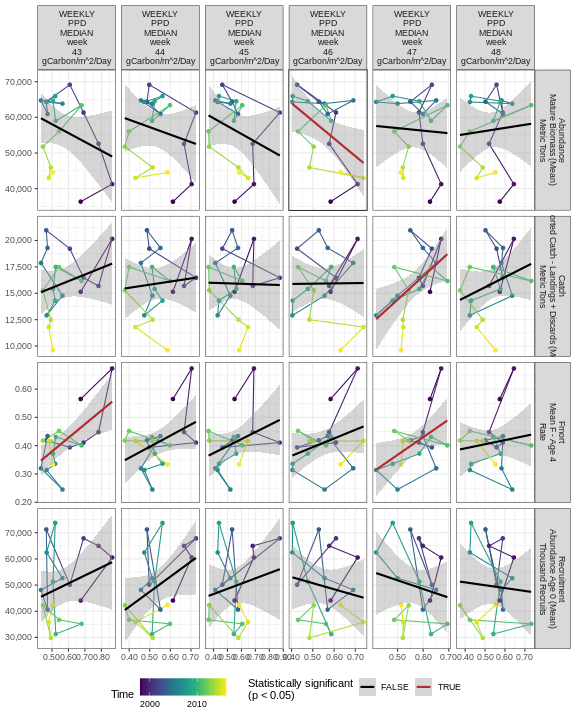 WEEKLY
PPD
MEDIAN
week
43
gCarbon/m^2/Day
WEEKLY
PPD
MEDIAN
week
44
gCarbon/m^2/Day
WEEKLY
PPD
MEDIAN
week
45
gCarbon/m^2/Day
WEEKLY
PPD
MEDIAN
week
46
gCarbon/m^2/Day
WEEKLY
PPD
MEDIAN
week
47
gCarbon/m^2/Day
WEEKLY
PPD
MEDIAN
week
48
gCarbon/m^2/Day
70,000
60,000
50,000
40,000
Abundance
Mature Biomass (Mean)
Metric Tons
20,000
17,500
15,000
12,500
10,000
Catch
orted Catch - Landings + Discards (M
Metric Tons
0.60
0.50
0.40
0.30
0.20
Fmort
Mean F - Age 4
Rate
70,000
60,000
50,000
40,000
30,000
Recruitment
Abundance Age 0 (Mean)
Thousand Recruits
0.50 0.60 0.70 0.80
0.40 0.50 0.60 0.70
0.40 0.50 0.60 0.70 0.80
0.40 0.50 0.60 0.70
0.50 0.60 0.70
0.40 0.50 0.60 0.70
Time
2000 2010
Statistically significant
(p < 0.05)
FALSE
TRUE